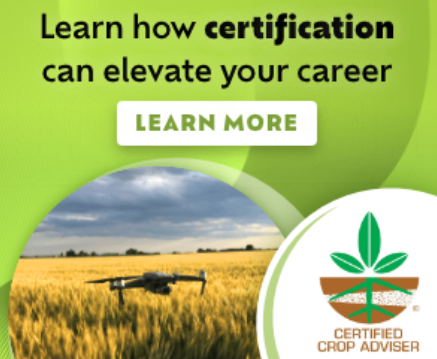 Learn how certification
can elevate your career
LEARN MORE
®
CERTIFIED
CROP ADVISER